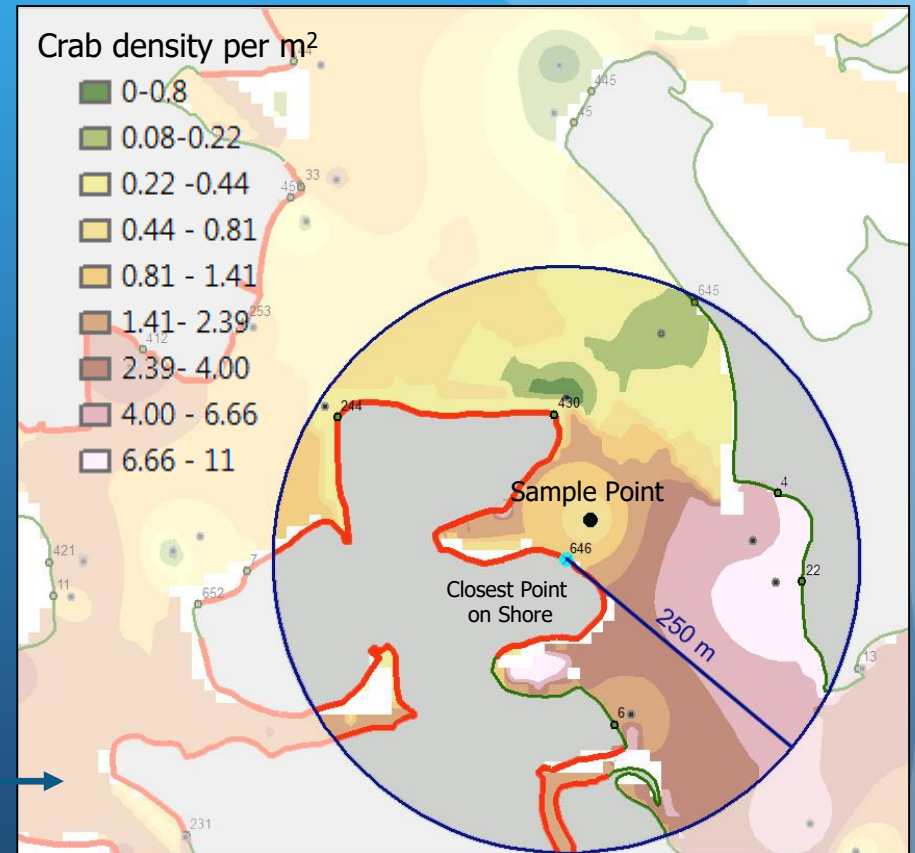 Crab density per m²
0-0.8
0.08-0.22
0.22 -0.44
0.44 - 0.81
0.81 - 1.41
1.41- 2.39
2.39- 4.00
4.00 - 6.66
6.66 - 11
445
45
33
45
253
412
645
244
430
Sample Point
4
646
421
7
11
652
Closest Point
on Shore
22
250 m
13
6
231